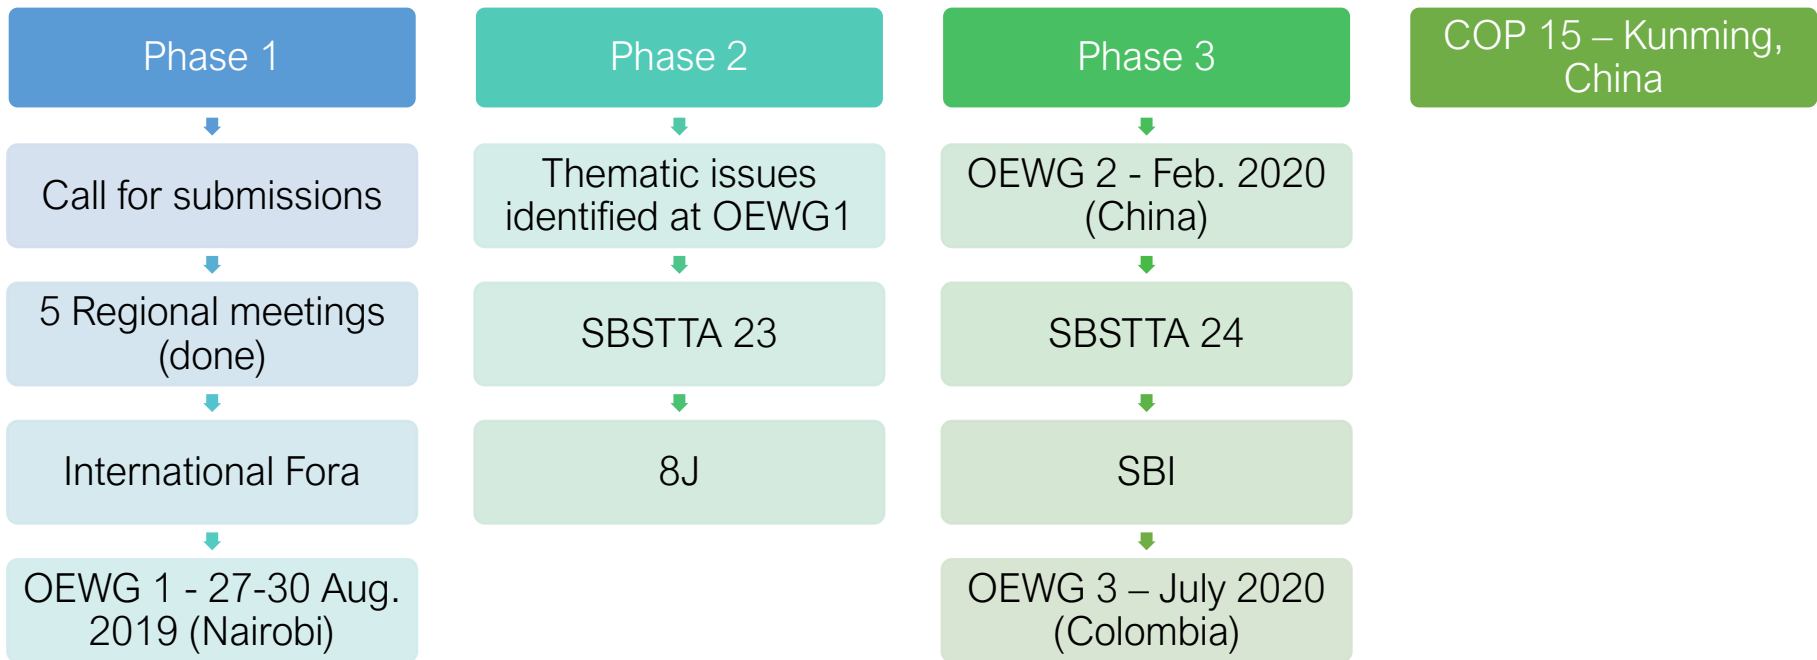 Phase 1
Call for submissions
5 Regional meetings
(done)
International Fora
OEWG 1 - 27-30 Aug.
2019 (Nairobi)
Phase 2
Thematic issues
identified at OEWG1
SBSTTA 23
8J
Phase 3
OEWG 2 - Feb. 2020
(China)
SBSTTA 24
SBI
OEWG 3 – July 2020
(Colombia)
COP 15 – Kunming,
China